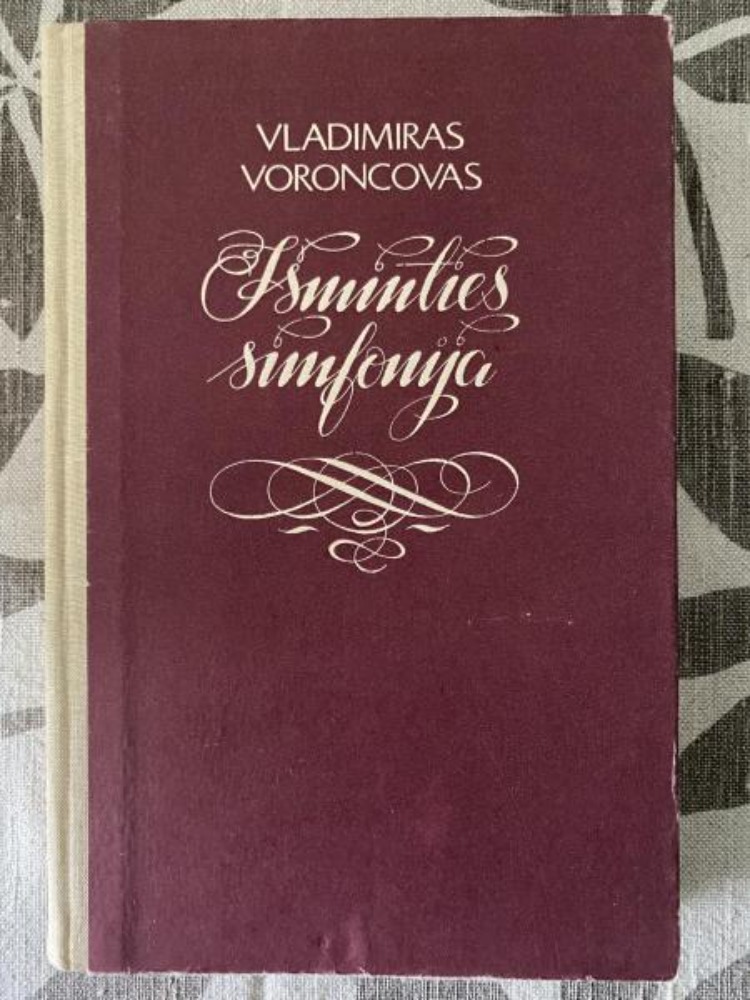 VLADIMIRAS
VORONCOVAS
Išminties
simfonija